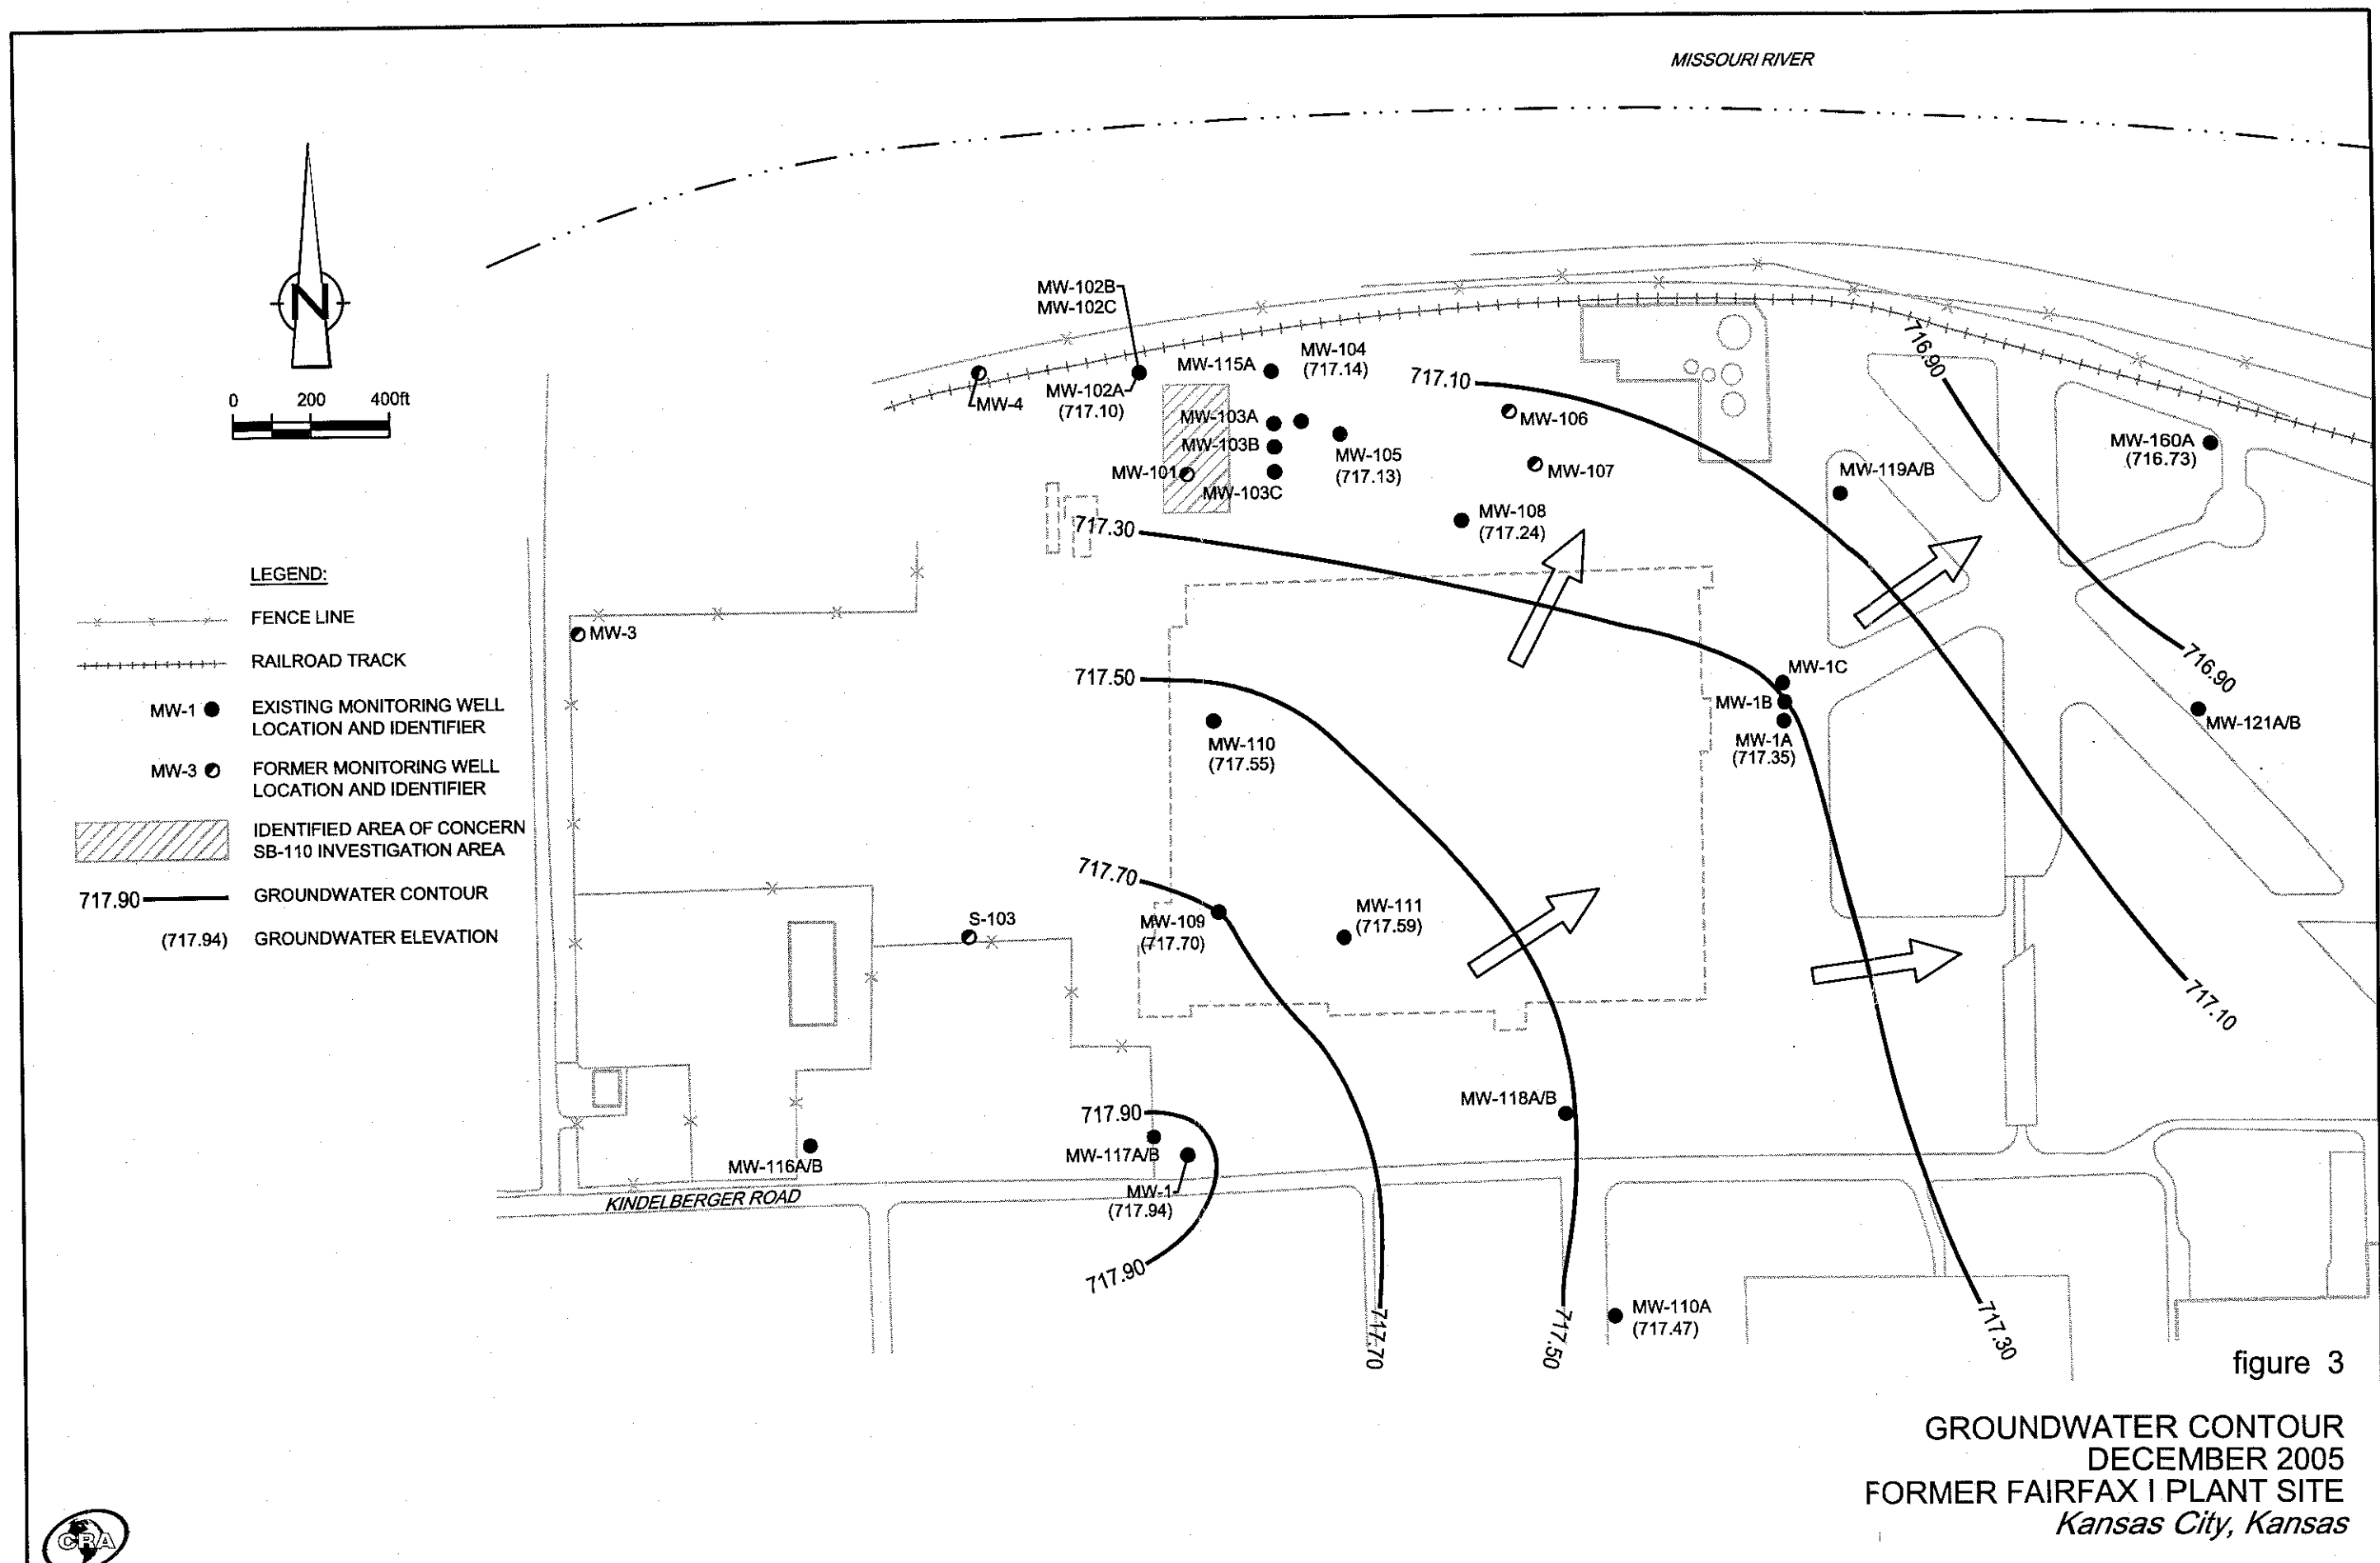 MISSOURI RIVER
N
0 200 400ft
LEGEND:
FENCE LINE
RAILROAD TRACK
MW-1 EXISTING MONITORING WELL
LOCATION AND IDENTIFIER
MW-3 FORMER MONITORING WELL
LOCATION AND IDENTIFIER
IDENTIFIED AREA OF CONCERN
SB-110 INVESTIGATION AREA
717.90 GROUNDWATER CONTOUR
(717.94) GROUNDWATER ELEVATION
MW-102B
MW-102C
MW-4
MW-102A
(717.10)
MW-115A
MW-104
(717.14)
MW-103A
MW-103B
MW-101
MW-103C
MW-105
(717.13)
717.10
MW-106
MW-107
MW-108
(717.24)
716.90
MW-119A/B
MW-160A
(716.73)
717.30
MW-3
717.50
MW-110
(717.55)
MW-1C
MW-1B
MW-1A
(717.35)
716.90
MW-121A/B
717.70
MW-109
(717.70)
MW-111
(717.59)
S-103
717.10
717.90
MW-117A/B
MW-1
(717.94)
717.90
MW-118A/B
MW-116A/B
KINDELBERGER ROAD
717.70
717.50
MW-110A
(717.47)
717.30
figure 3
GROUNDWATER CONTOUR
DECEMBER 2005
FORMER FAIRFAX I PLANT SITE
Kansas City, Kansas
CRA